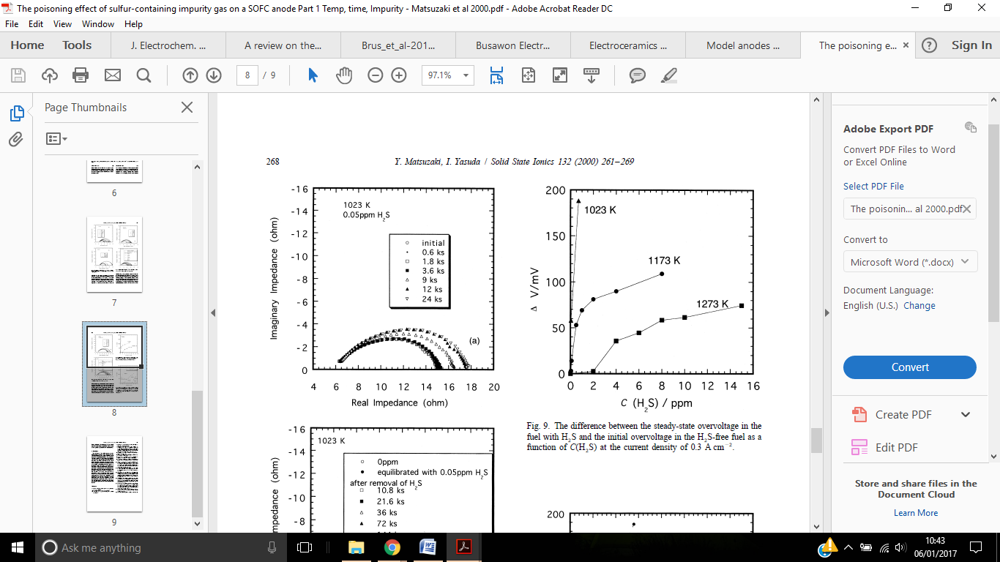 The poisoning effect of sulfur-containing impurity gas on a SOFC anode Part 1 Temp, time, Impurity - Matsuzaki et al 2000.pdf - Adobe Acrobat Reader DC
File Edit View Window Help
Home Tools J. Electrochem. ... A review on the... Brus_et_al-201... Busawon Electr... Electroceramics ... Model anodes ... The poisoning e... × Sign In
8 / 9 97.1%
Page Thumbnails
6
7
8
9
268 Y. Matsuzaki, I. Yasuda / Solid State Ionics 132 (2000) 261–269
Imaginary Impedance (ohm)
-16
-14
-12
-10
-8
-6
-4
-2
0
1023 K
0.05ppm H2S
initial
0.6 ks
1.8 ks
3.6 ks
9 ks
12 ks
24 ks
(a)
4 6 8 10 12 14 16 18 20
Real Impedance (ohm)
Δ V/mV
200
150
100
50
0
1023 K
1173 K
1273 K
0 2 4 6 8 10 12 14 16
C (H2S) / ppm
Fig. 9. The difference between the steady-state overvoltage in the
fuel with H2S and the initial overvoltage in the H2S-free fuel as a
function of C(H2S) at the current density of 0.3 A cm−2.
-16
-14
-12
-10
-8
mpedance (ohm)
1023 K
0ppm
equilibrated with 0.05ppm H2S
after removal of H2S
10.8 ks
21.6 ks
36 ks
72 ks
200
Adobe Export PDF
Convert PDF Files to Word
or Excel Online
Select PDF File
The poisonin... al 2000.pdf
Convert to
Microsoft Word (*.docx)
Document Language:
English (U.S.) Change
Convert
Create PDF
Edit PDF
Store and share files in the
Document Cloud
Learn More
Ask me anything
10:43
06/01/2017